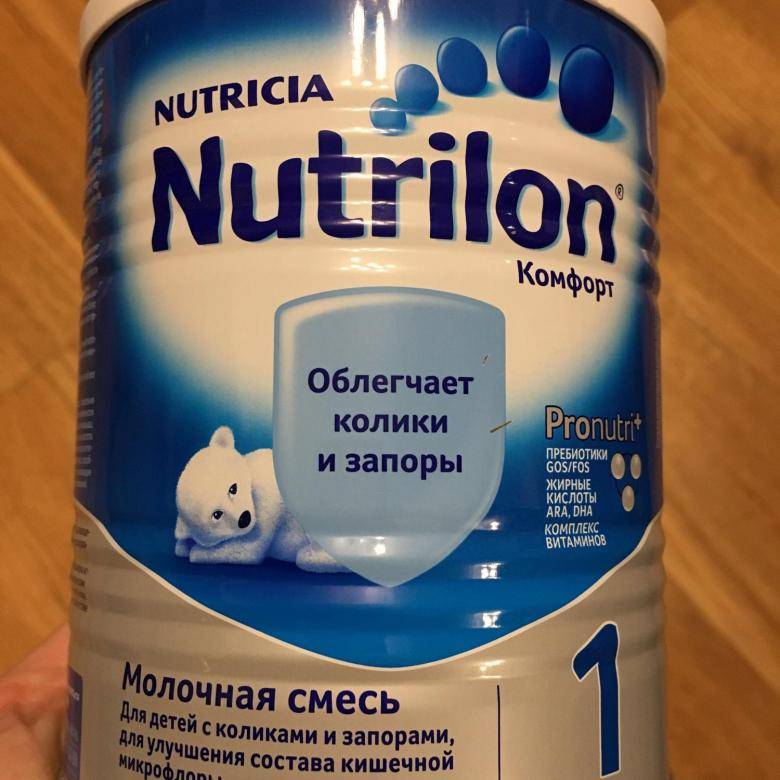 NUTRICIA
Nutrilon®
Комфорт
Облегчает
колики
и запоры
Pronutri+
ПРЕБИОТИКИ
GOS/FOS
ЖИРНЫЕ
КИСЛОТЫ
ARA, DHA
КОМПЛЕКС
ВИТАМИНОВ
1
Молочная смесь
Для детей с коликами и запорами,
для улучшения состава кишечной